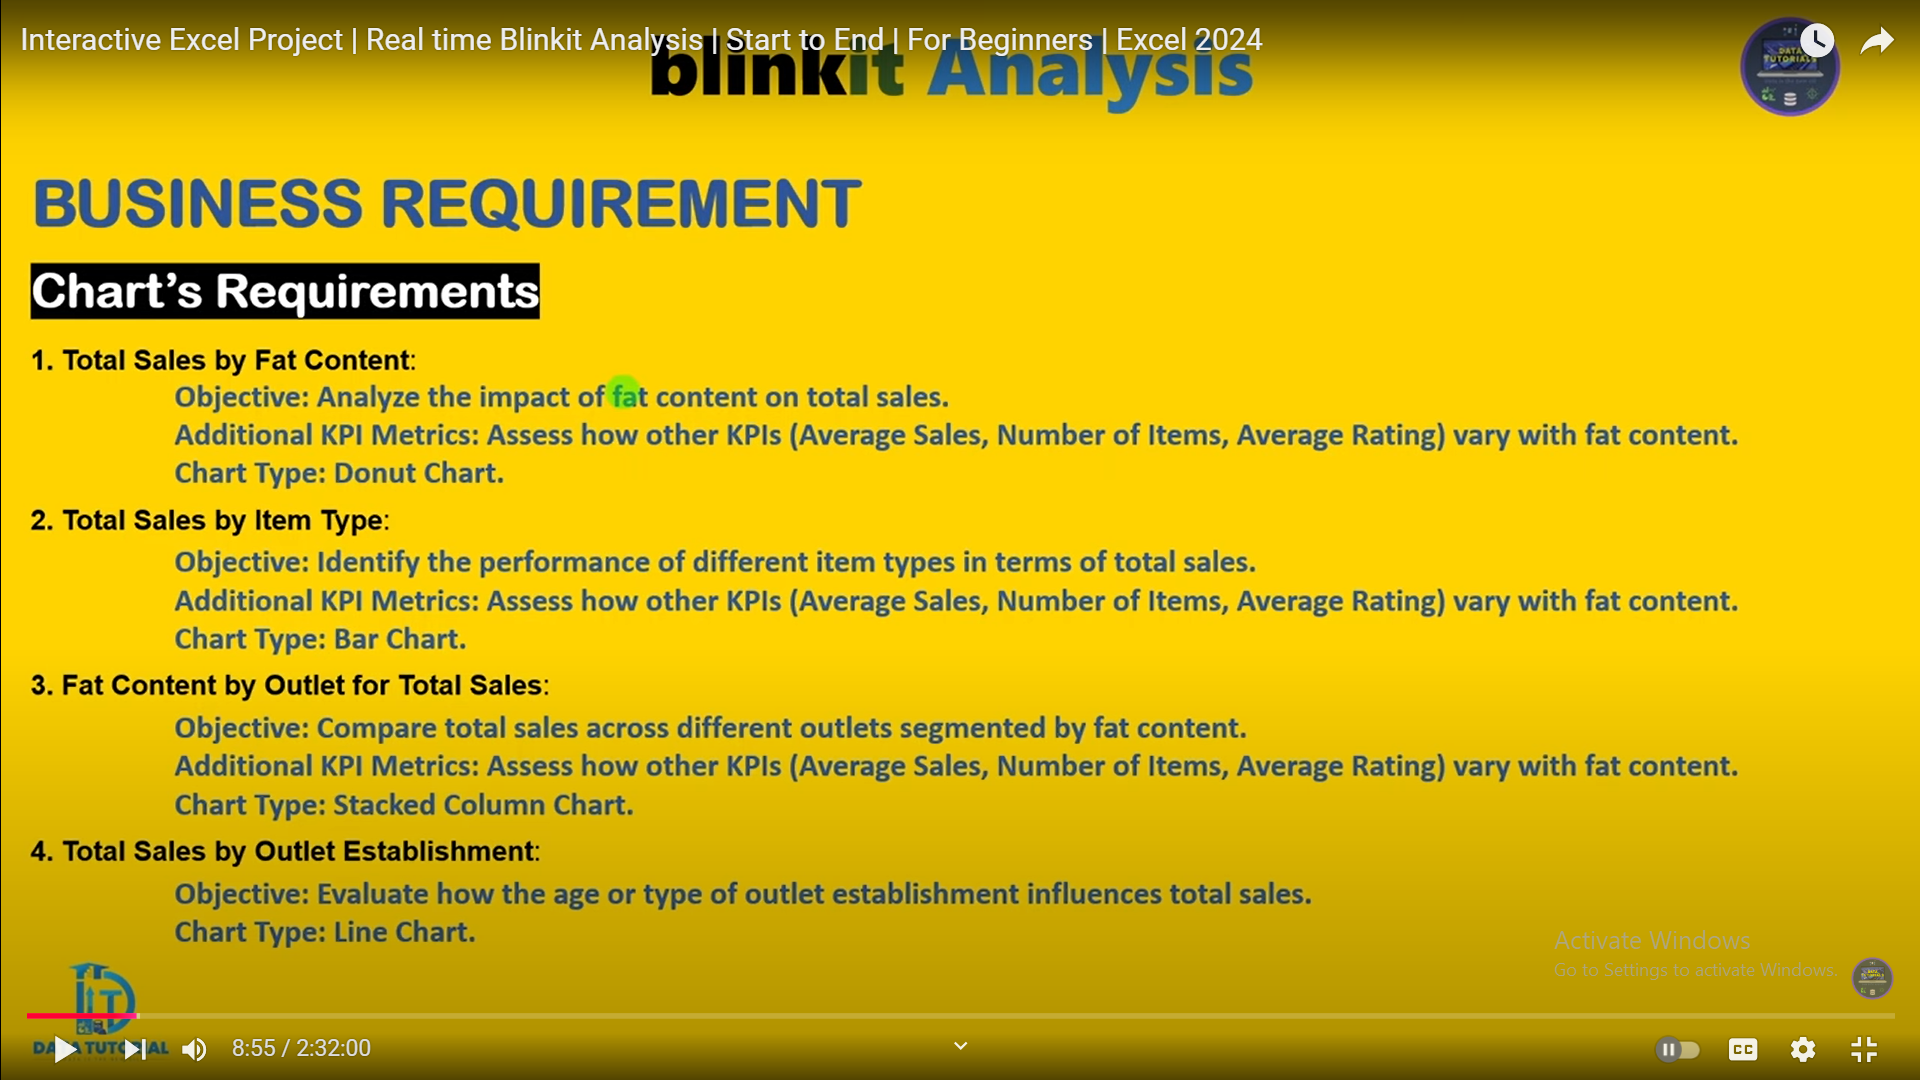 Interactive Excel Project | Real time Blinkit Analysis | Start to End | For Beginners | Excel 2024
blinkit Analysis
DATA
TUTORIALS
BUSINESS REQUIREMENT
Chart’s Requirements
1. Total Sales by Fat Content:
Objective: Analyze the impact of fat content on total sales.
Additional KPI Metrics: Assess how other KPIs (Average Sales, Number of Items, Average Rating) vary with fat content.
Chart Type: Donut Chart.
2. Total Sales by Item Type:
Objective: Identify the performance of different item types in terms of total sales.
Additional KPI Metrics: Assess how other KPIs (Average Sales, Number of Items, Average Rating) vary with fat content.
Chart Type: Bar Chart.
3. Fat Content by Outlet for Total Sales:
Objective: Compare total sales across different outlets segmented by fat content.
Additional KPI Metrics: Assess how other KPIs (Average Sales, Number of Items, Average Rating) vary with fat content.
Chart Type: Stacked Column Chart.
4. Total Sales by Outlet Establishment:
Objective: Evaluate how the age or type of outlet establishment influences total sales.
Chart Type: Line Chart.
Activate Windows
Go to Settings to activate Windows.
8:55 / 2:32:00
CC